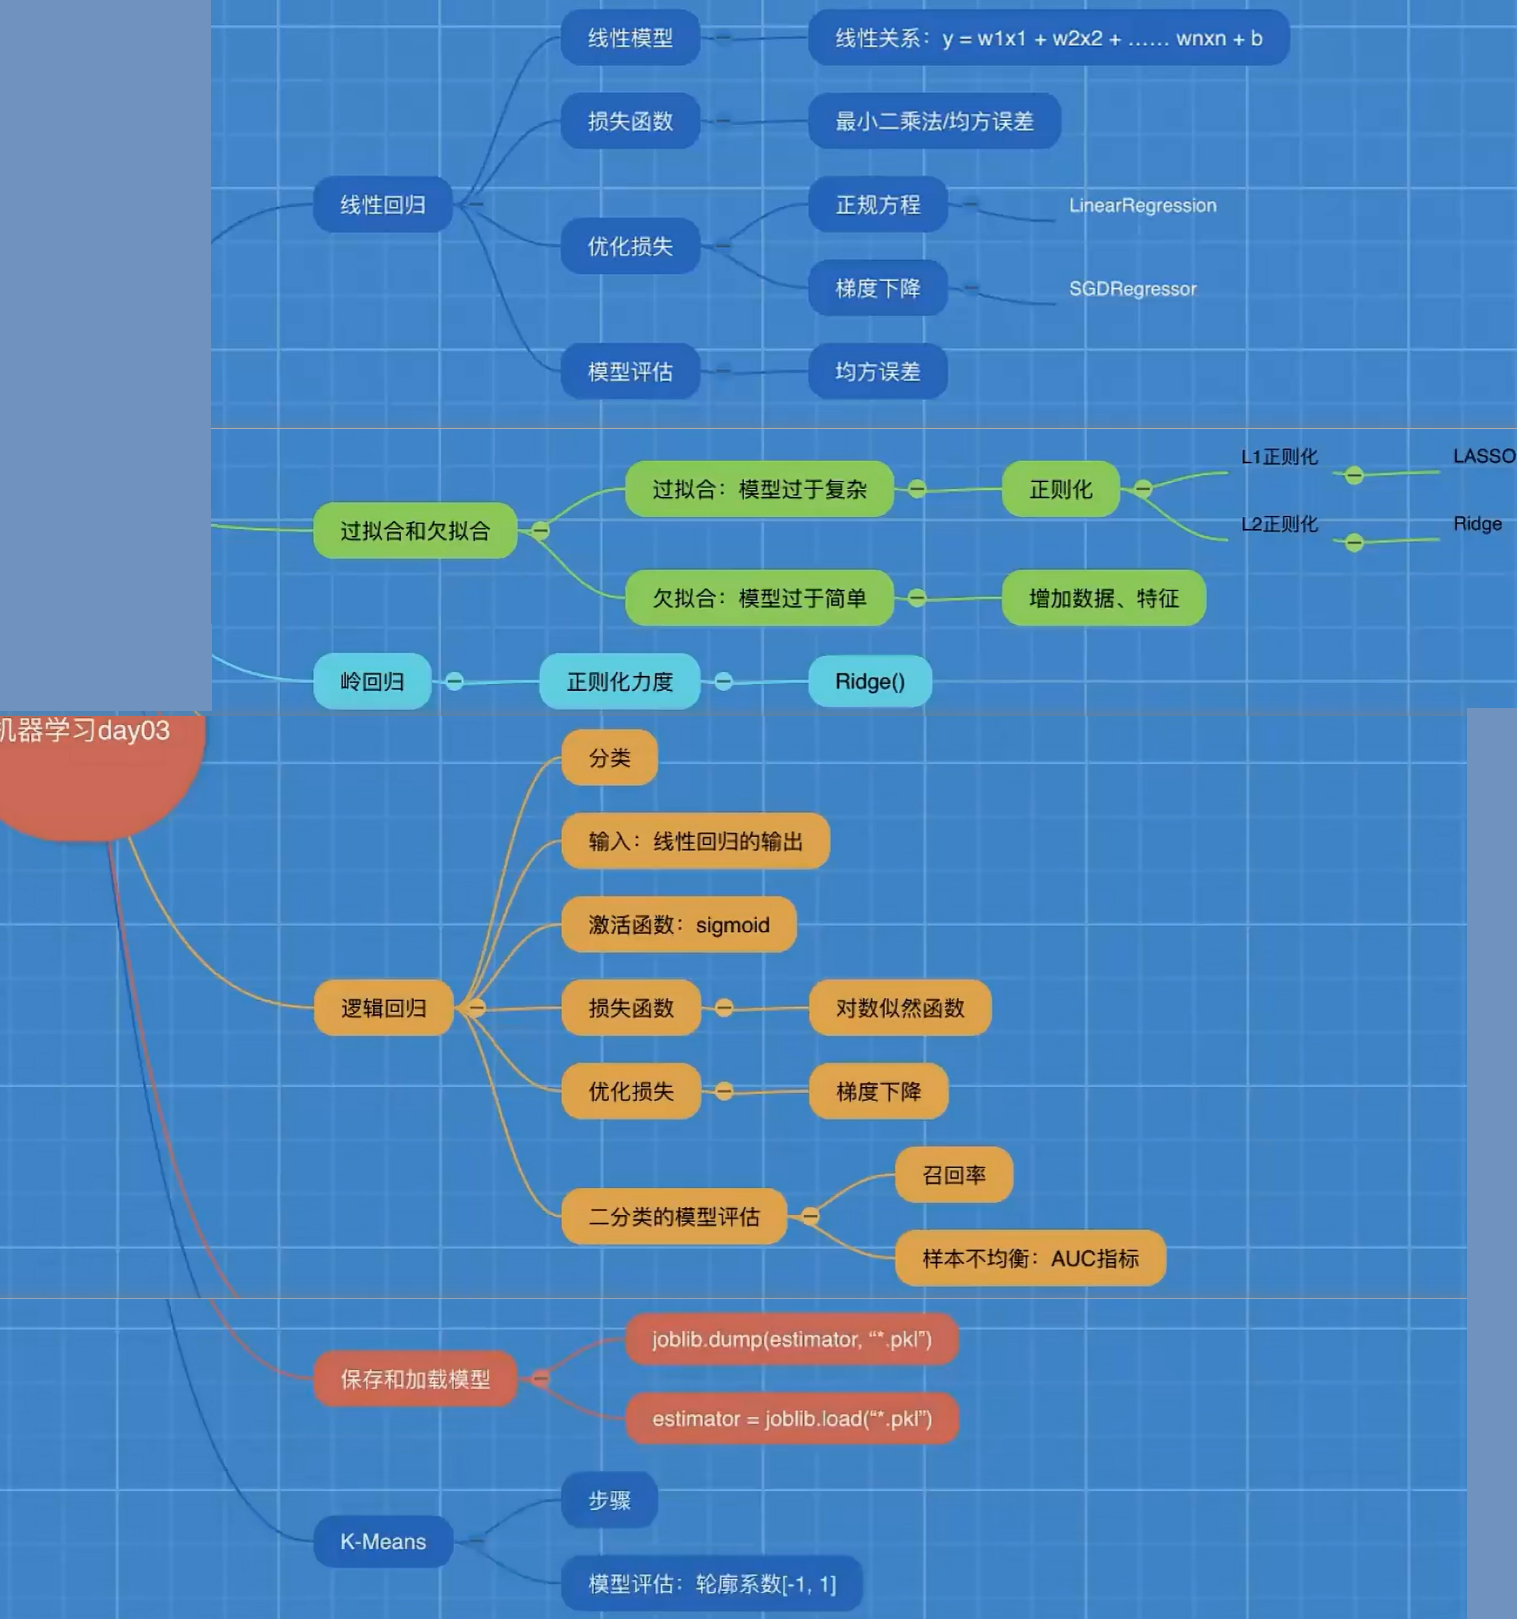 线性模型
线性关系：y = w1x1 + w2x2 + …… wnxn + b
损失函数
最小二乘法/均方误差
线性回归
优化损失
正规方程
LinearRegression
梯度下降
SGDRegressor
模型评估
均方误差
过拟合和欠拟合
过拟合：模型过于复杂
正则化
L1正则化
LASSO
L2正则化
Ridge
欠拟合：模型过于简单
增加数据、特征
岭回归
正则化力度
Ridge()
机器学习day03
分类
输入：线性回归的输出
激活函数：sigmoid
逻辑回归
损失函数
对数似然函数
优化损失
梯度下降
二分类的模型评估
召回率
样本不均衡：AUC指标
保存和加载模型
joblib.dump(estimator, “*.pkl”)
estimator = joblib.load(“*.pkl”)
K-Means
步骤
模型评估：轮廓系数[-1, 1]